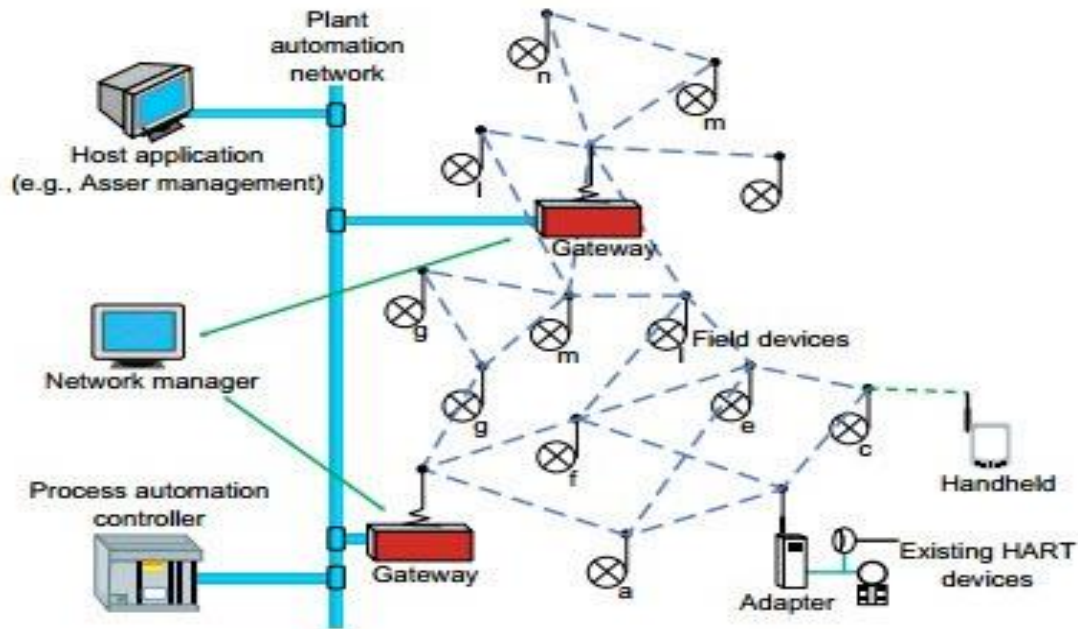 Plant
automation
network
n
m
Host application
(e.g., Asser management)
l
Gateway
g
m
l
Field devices
Network manager
g
e
c
f
Handheld
Process automation
controller
Gateway
a
Adapter
Existing HART
devices